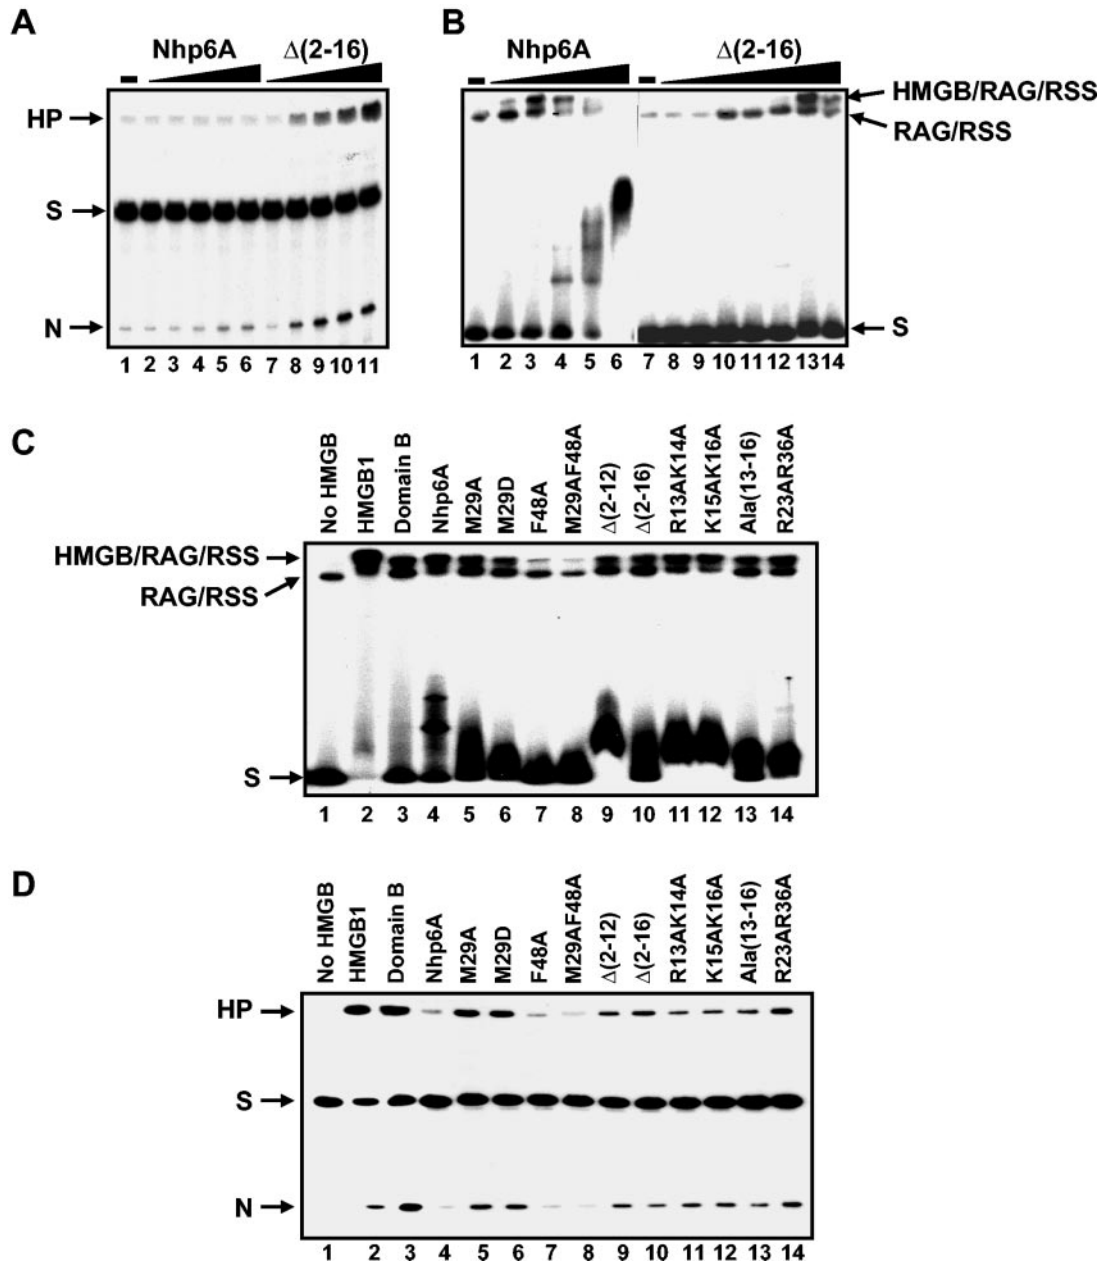 A
Nhp6A Δ(2-16)
HP
S
N
1 2 3 4 5 6 7 8 9 10 11
B
Nhp6A Δ(2-16)
HMGB/RAG/RSS
RAG/RSS
S
1 2 3 4 5 6 7 8 9 10 11 12 13 14
C
No HMGB
HMGB1
Domain B
Nhp6A
M29A
M29D
F48A
M29AF48A
Δ(2-12)
Δ(2-16)
R13AK14A
K15AK16A
Ala(13-16)
R23AR36A
HMGB/RAG/RSS
RAG/RSS
S
1 2 3 4 5 6 7 8 9 10 11 12 13 14
D
No HMGB
HMGB1
Domain B
Nhp6A
M29A
M29D
F48A
M29AF48A
Δ(2-12)
Δ(2-16)
R13AK14A
K15AK16A
Ala(13-16)
R23AR36A
HP
S
N
1 2 3 4 5 6 7 8 9 10 11 12 13 14